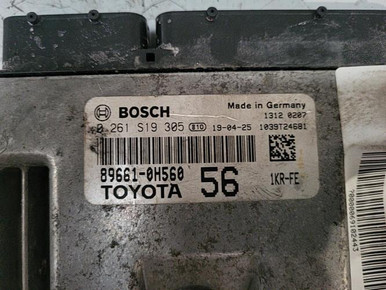 BOSCH
Made in Germany
1312 0207
0 261 S19 305 E10 19-04-25 1039T24681
89661-0H560
TOYOTA 56 1KR-FE